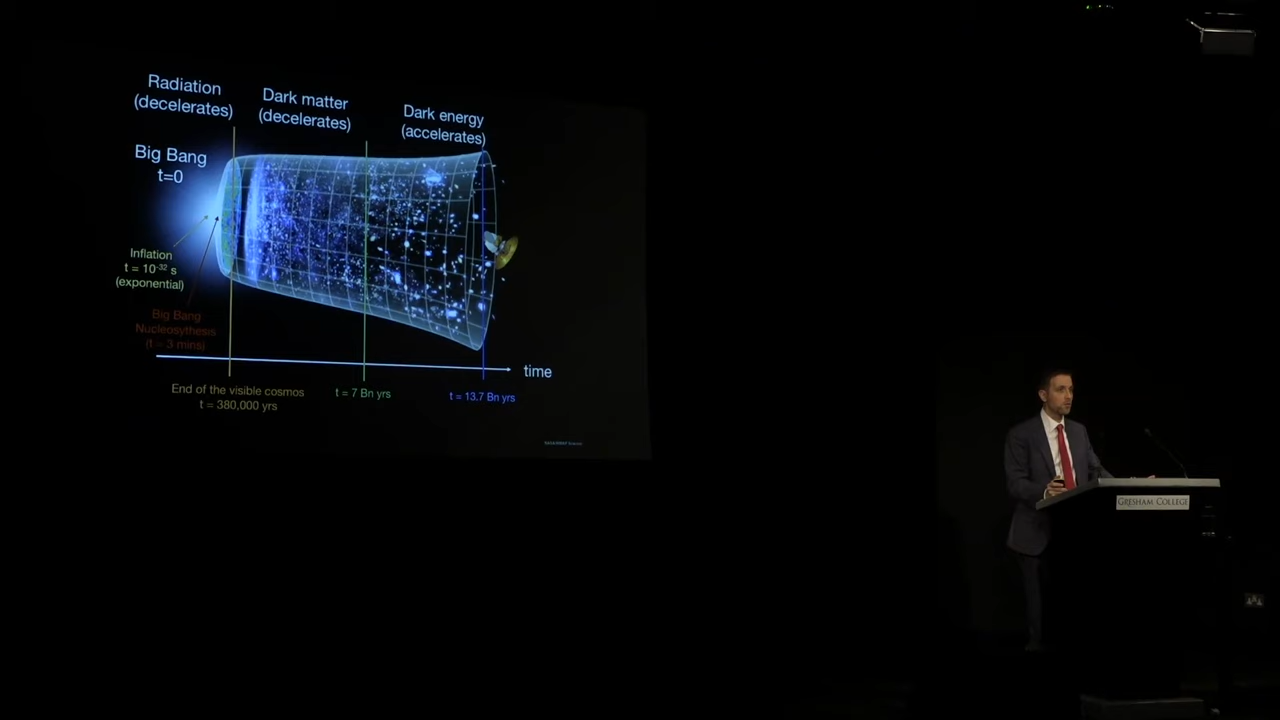 Radiation
(decelerates)
Dark matter
(decelerates)
Dark energy
(accelerates)
Big Bang
t=0
Inflation
t = 10⁻³² s
(exponential)
Big Bang
Nucleosythesis
(t = 3 mins)
time
End of the visible cosmos
t = 380,000 yrs
t = 7 Bn yrs
t = 13.7 Bn yrs
GRESHAM COLLEGE